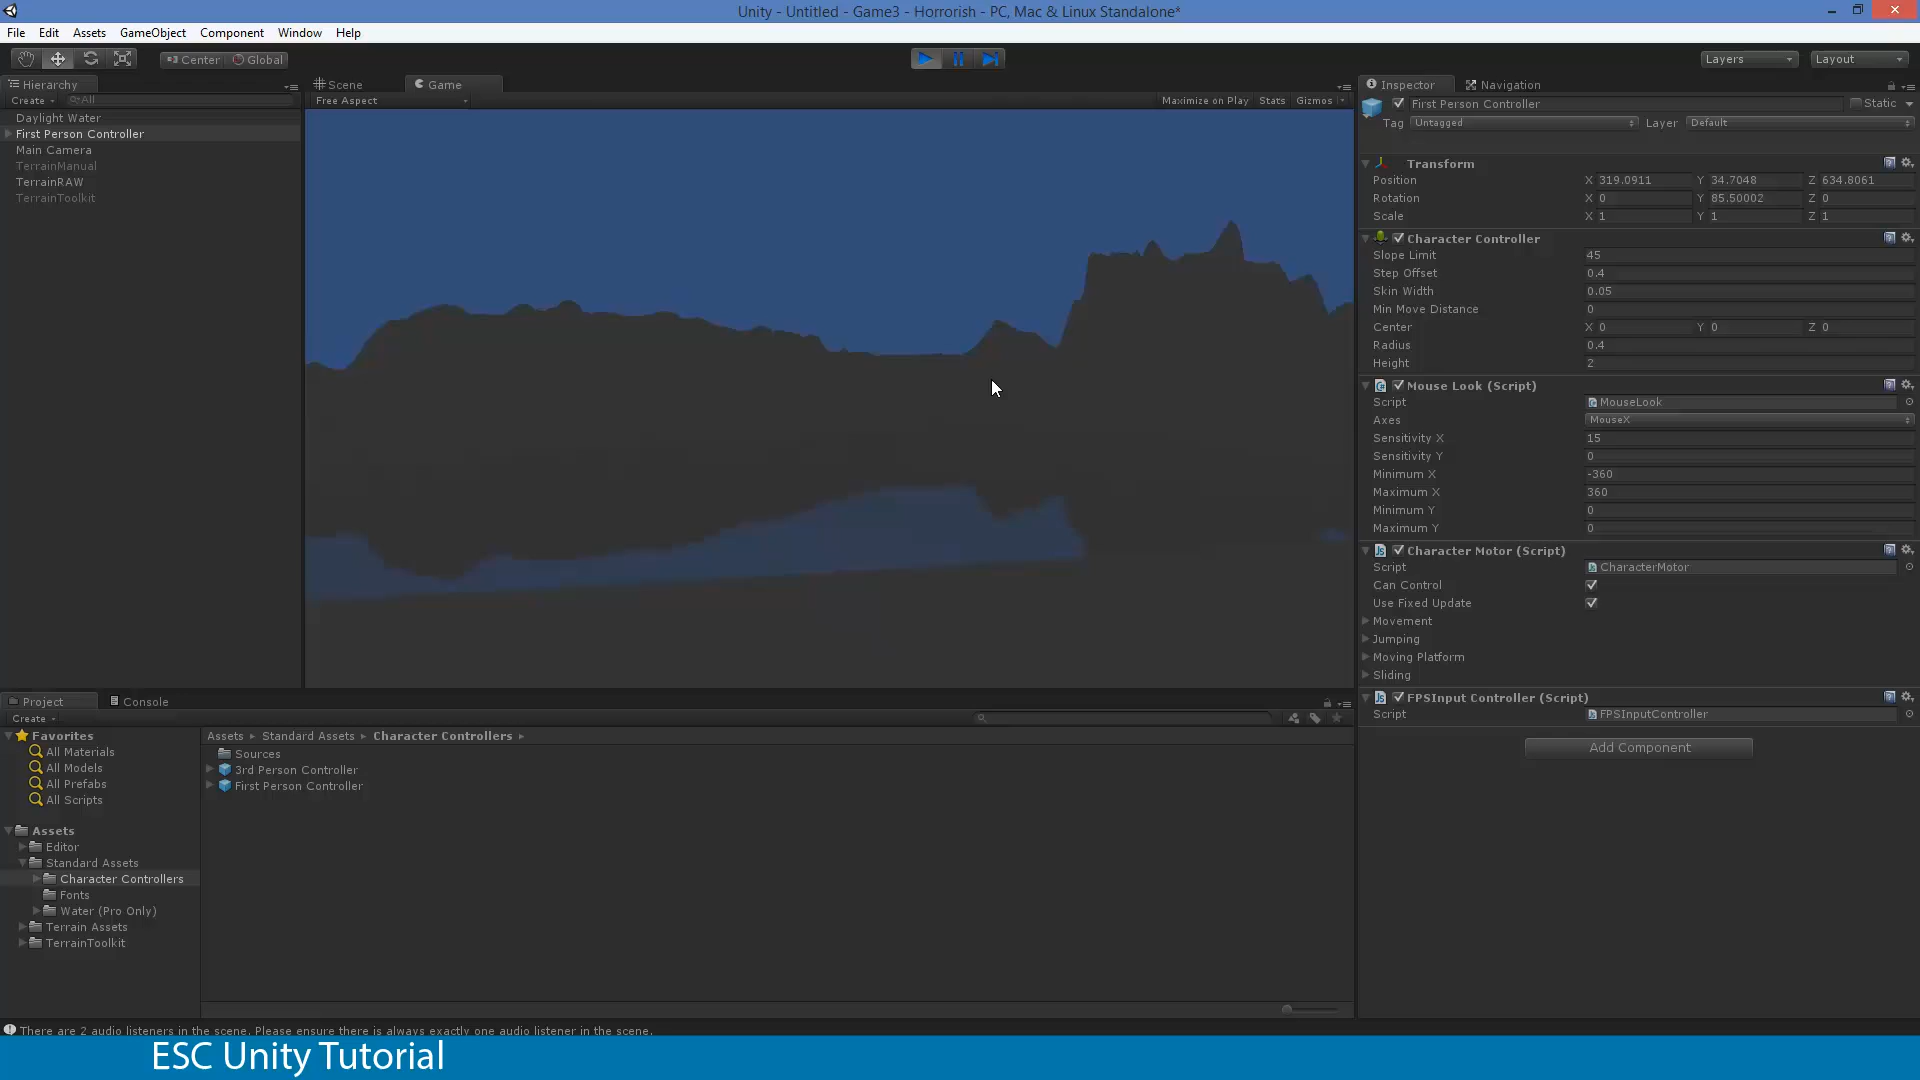 Unity - Untitled - Game3 - Horrorish - PC, Mac & Linux Standalone*
File Edit Assets GameObject Component Window Help
Center Global Layers Layout
Hierarchy
Create All
Daylight Water
First Person Controller
Main Camera
TerrainManual
TerrainRAW
TerrainToolkit
Scene Game
Free Aspect Maximize on Play Stats Gizmos
Inspector Navigation
First Person Controller Static
Tag Untagged Layer Default
Transform
Position X 319.0911 Y 34.7048 Z 634.8061
Rotation X 0 Y 85.50002 Z 0
Scale X 1 Y 1 Z 1
Character Controller
Slope Limit 45
Step Offset 0.4
Skin Width 0.05
Min Move Distance 0
Center X 0 Y 0 Z 0
Radius 0.4
Height 2
Mouse Look (Script)
Script MouseLook
Axes MouseX
Sensitivity X 15
Sensitivity Y 0
Minimum X -360
Maximum X 360
Minimum Y 0
Maximum Y 0
Character Motor (Script)
Script CharacterMotor
Can Control
Use Fixed Update
Movement
Jumping
Moving Platform
Sliding
FPSInput Controller (Script)
Script FPSInputController
Add Component
Project Console
Create
Favorites
All Materials
All Models
All Prefabs
All Scripts
Assets
Editor
Standard Assets
Character Controllers
Fonts
Water (Pro Only)
Terrain Assets
TerrainToolkit
Assets Standard Assets Character Controllers
Sources
3rd Person Controller
First Person Controller
There are 2 audio listeners in the scene. Please ensure there is always exactly one audio listener in the scene.
ESC Unity Tutorial